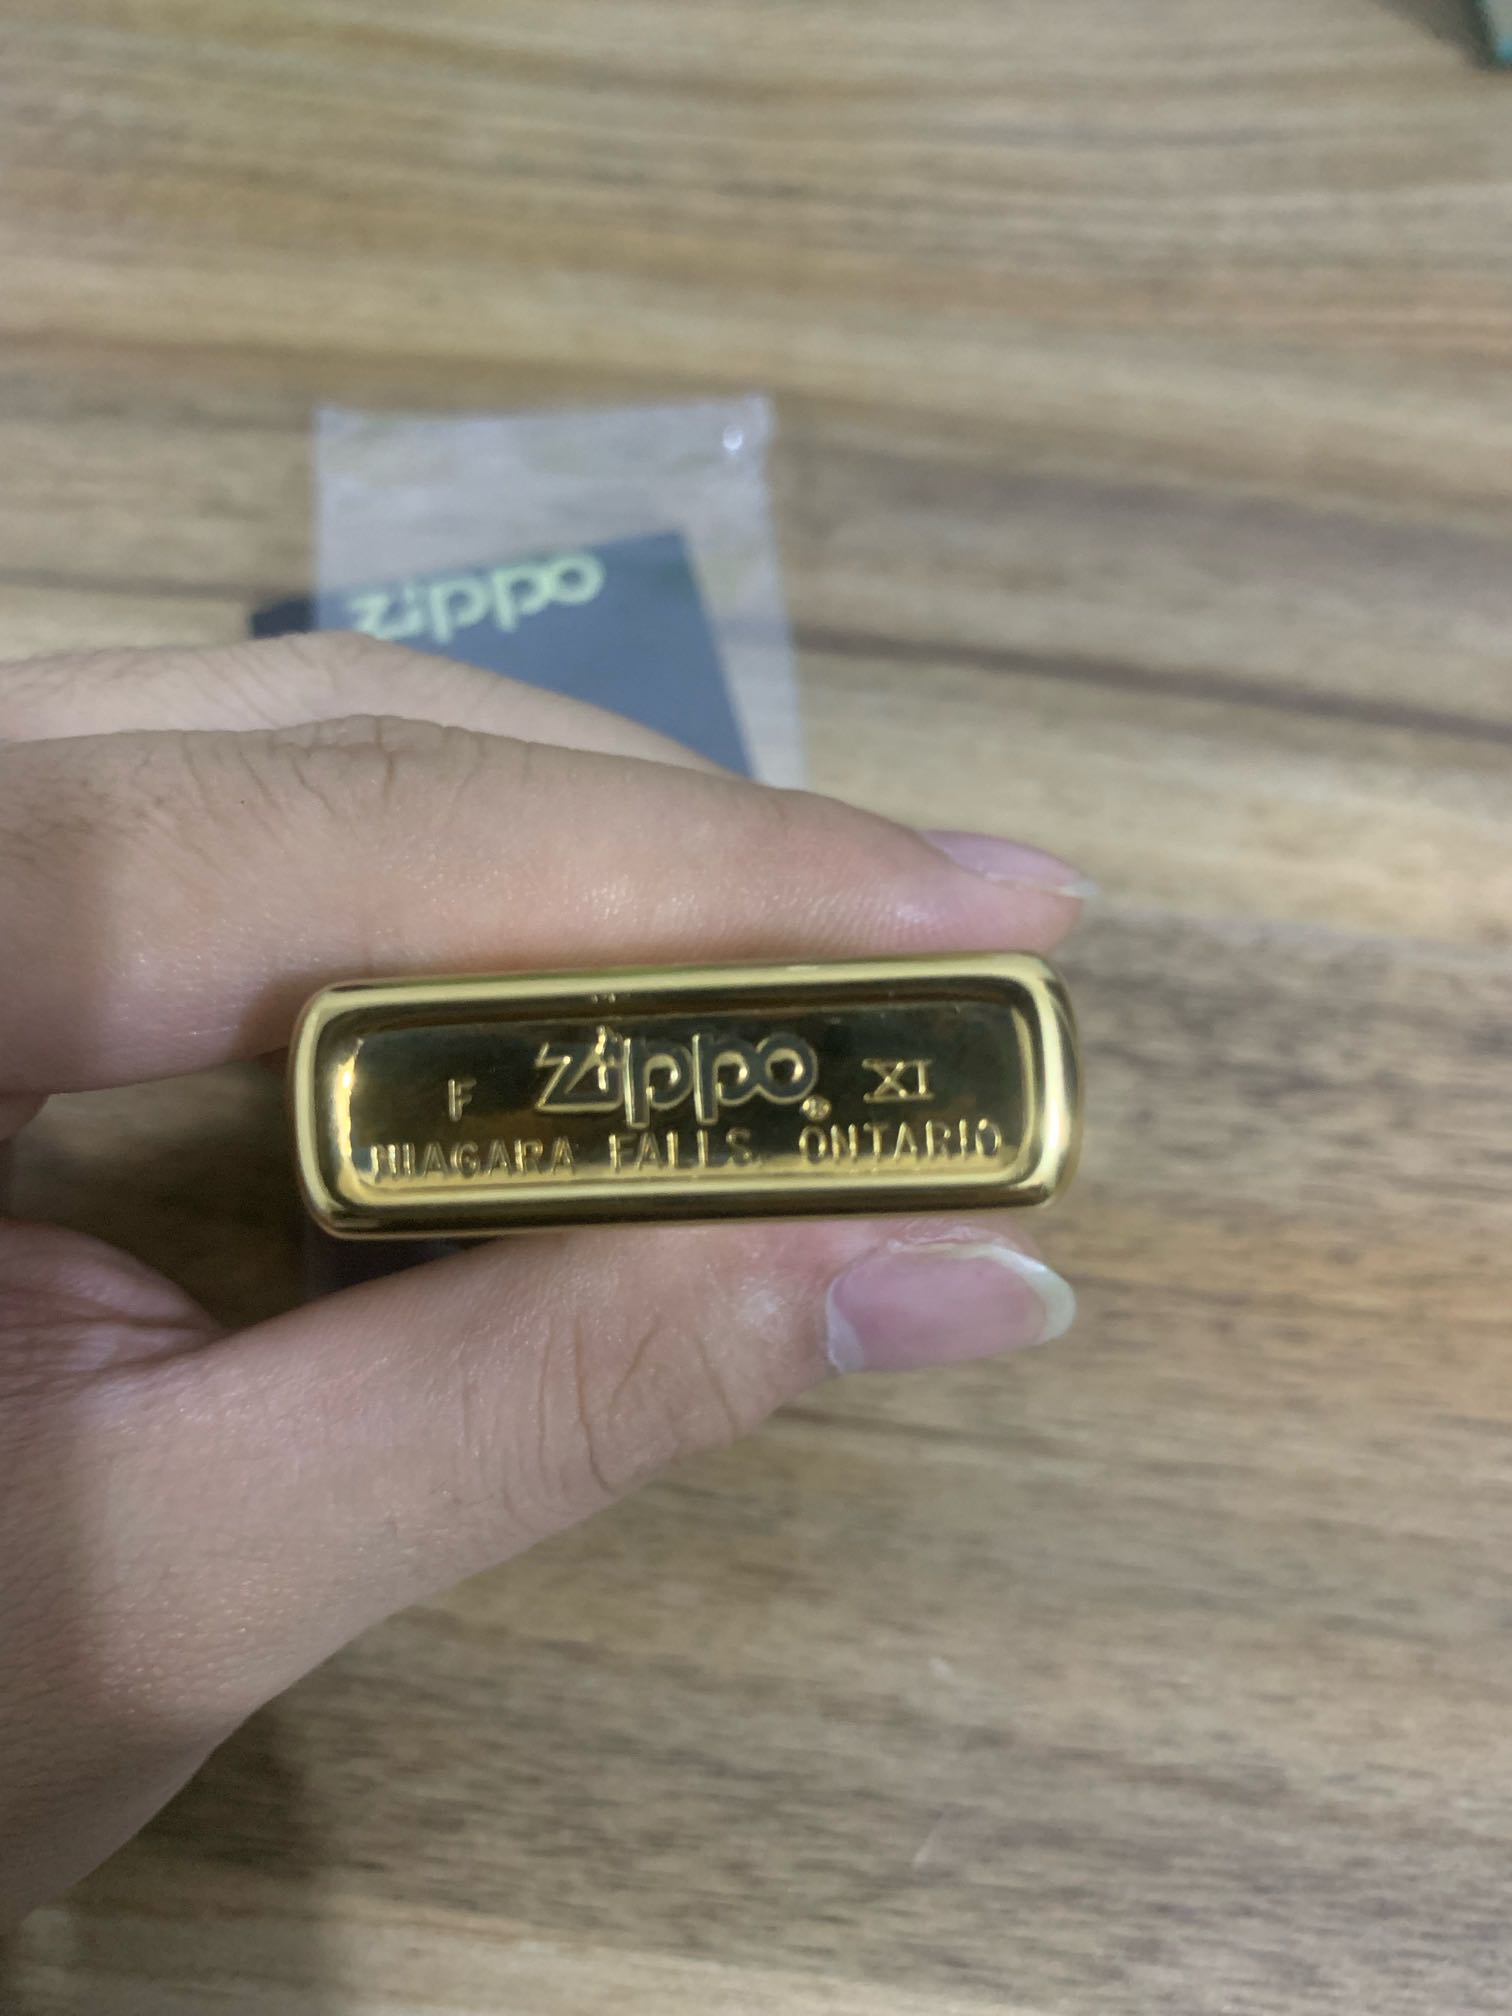 zippo
F zippo® XI
NIAGARA FALLS, ONTARIO